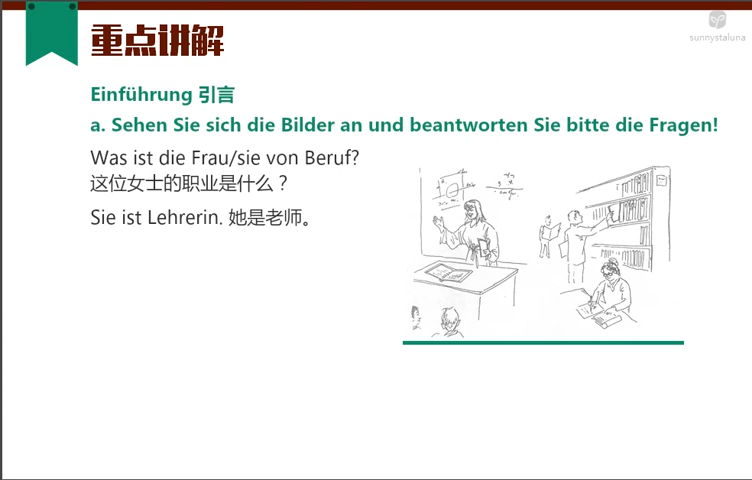 重点讲解
sunnystaluna
Einführung 引言
a. Sehen Sie sich die Bilder an und beantworten Sie bitte die Fragen!
Was ist die Frau/sie von Beruf?
这位女士的职业是什么？
Sie ist Lehrerin. 她是老师。